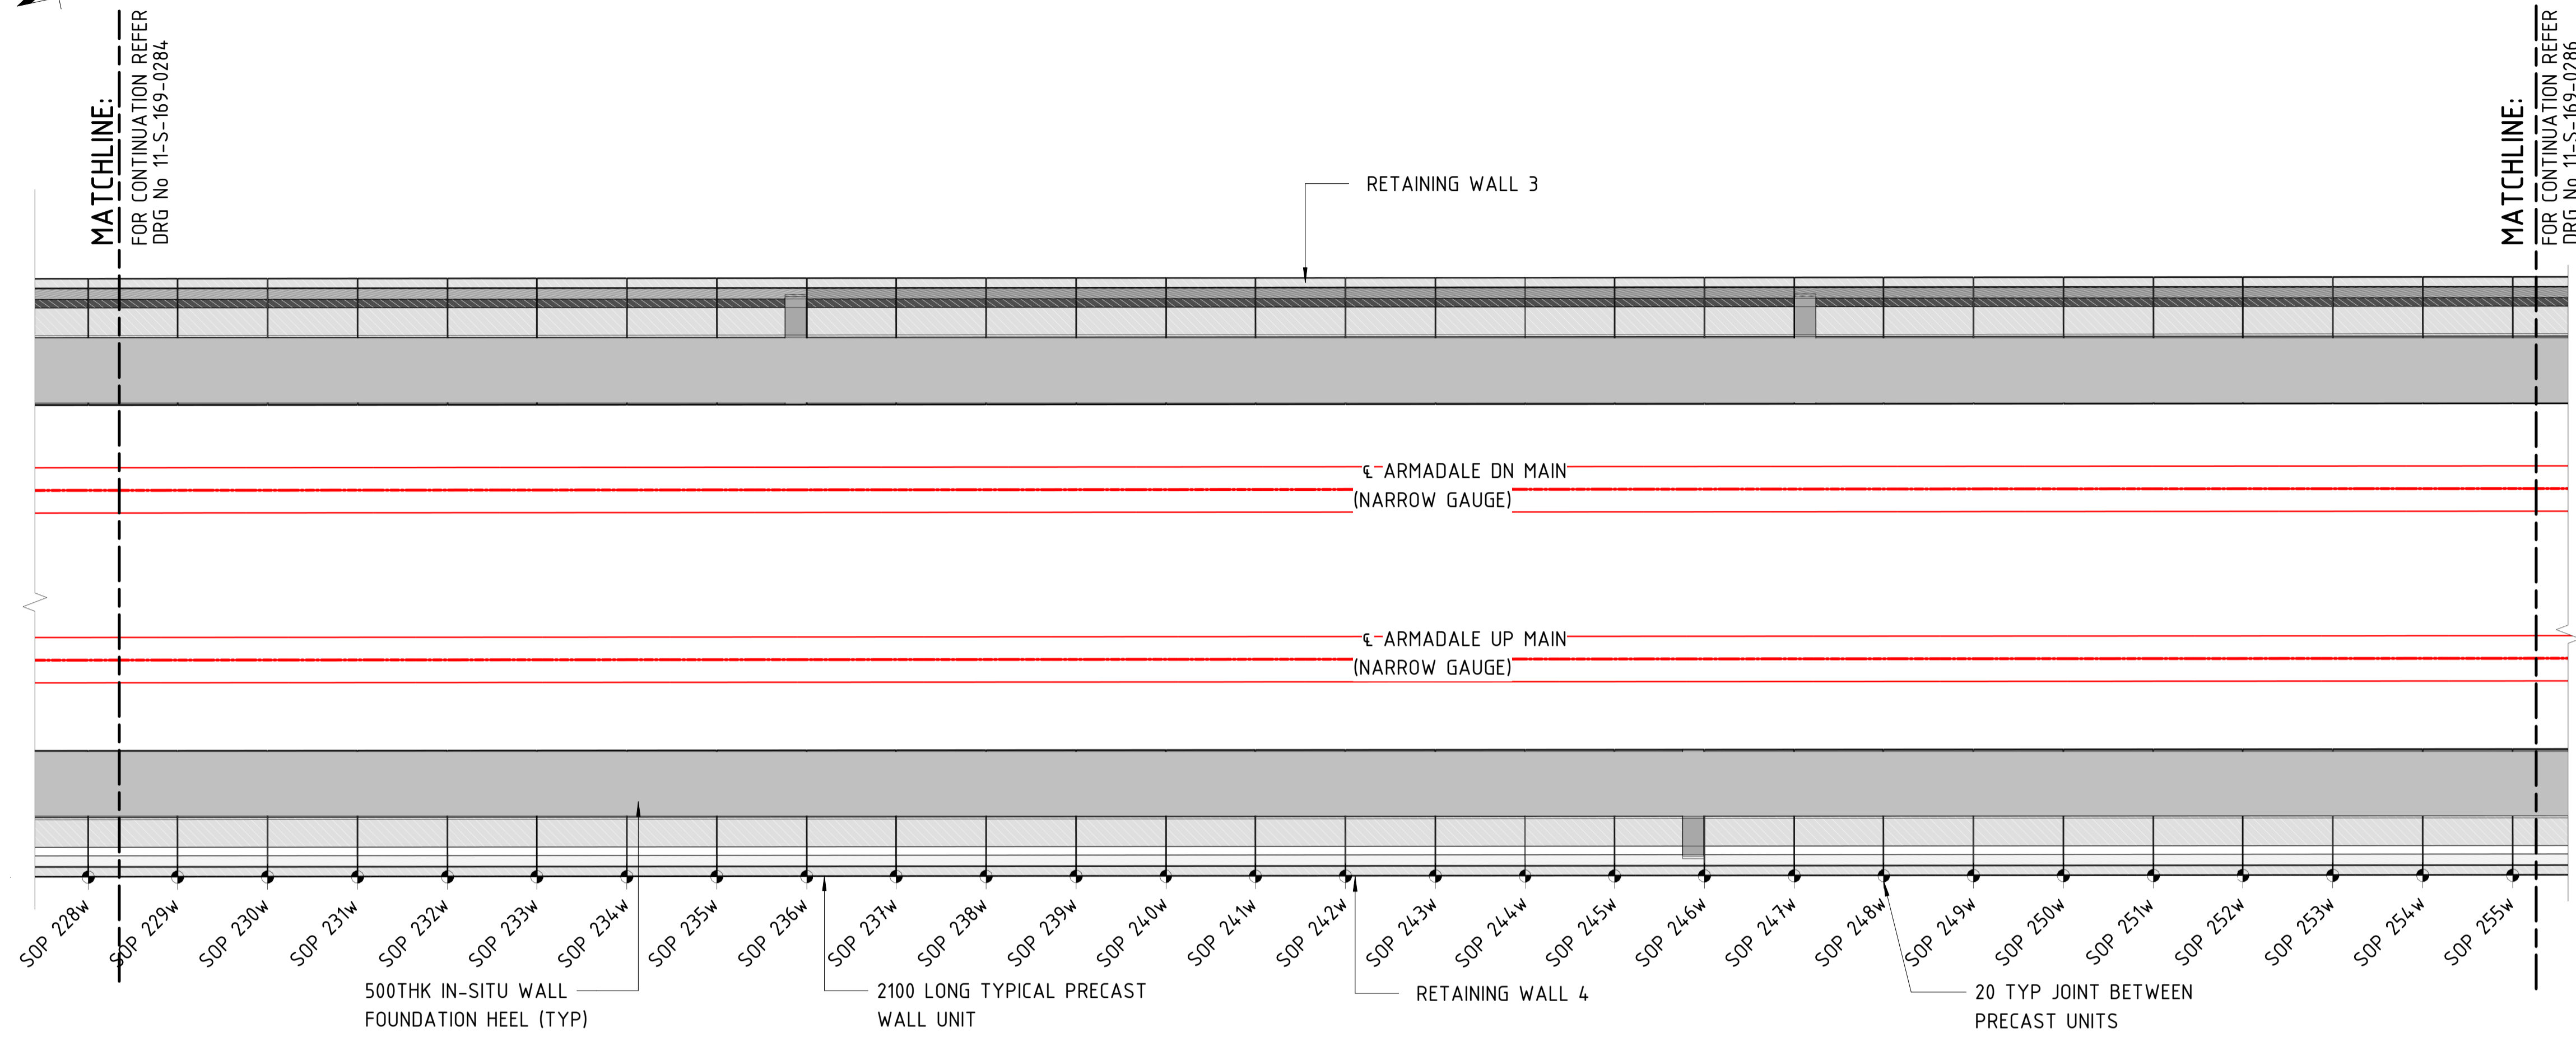 MATCHLINE:
FOR CONTINUATION REFER
DRG No 11-S-169-0284
MATCHLINE:
FOR CONTINUATION REFER
DRG No 11-S-169-0286
RETAINING WALL 3
℄ ARMADALE DN MAIN
(NARROW GAUGE)
℄ ARMADALE UP MAIN
(NARROW GAUGE)
SOP 228w
SOP 229w
SOP 230w
SOP 231w
SOP 232w
SOP 233w
SOP 234w
SOP 235w
SOP 236w
SOP 237w
SOP 238w
SOP 239w
SOP 240w
SOP 241w
SOP 242w
SOP 243w
SOP 244w
SOP 245w
SOP 246w
SOP 247w
SOP 248w
SOP 249w
SOP 250w
SOP 251w
SOP 252w
SOP 253w
SOP 254w
SOP 255w
500THK IN-SITU WALL
FOUNDATION HEEL (TYP)
2100 LONG TYPICAL PRECAST
WALL UNIT
RETAINING WALL 4
20 TYP JOINT BETWEEN
PRECAST UNITS